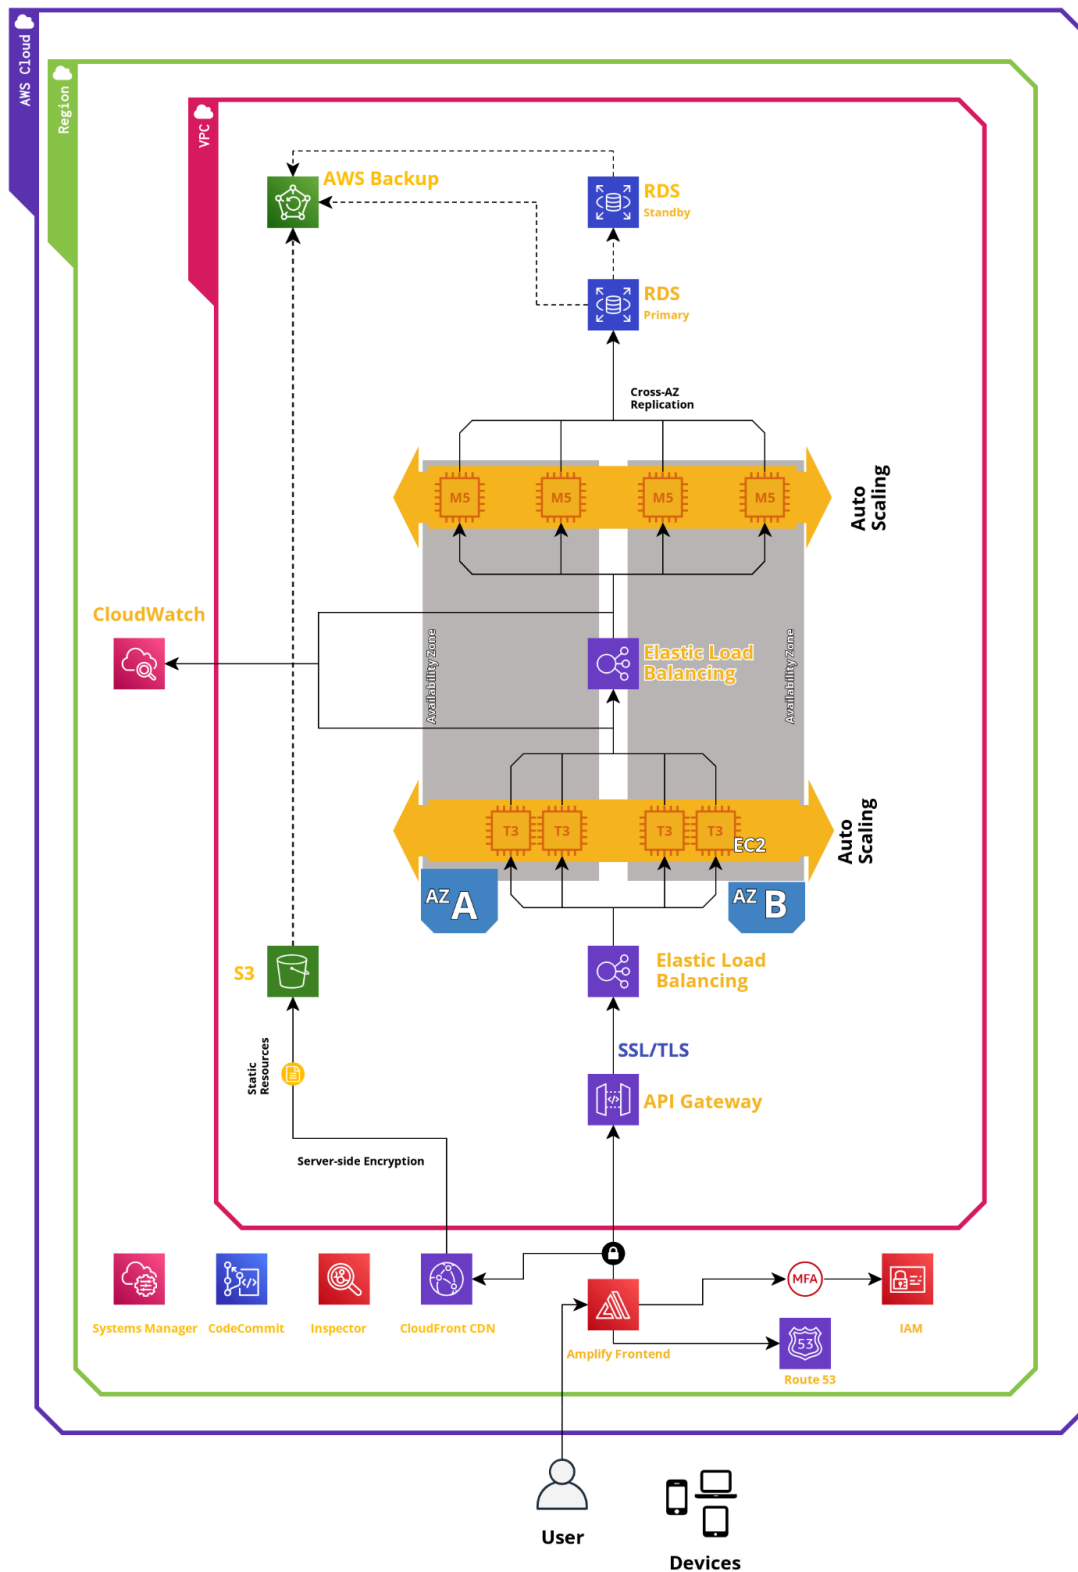 AWS Cloud
Region
VPC
AWS Backup
RDS
Standby
RDS
Primary
Cross-AZ
Replication
M5
M5
M5
M5
Auto
Scaling
CloudWatch
Availability Zone
Elastic Load
Balancing
Availability Zone
T3
T3
T3
T3
EC2
Auto
Scaling
AZ A
AZ B
S3
Elastic Load
Balancing
Static
Resources
SSL/TLS
API Gateway
Server-side Encryption
Systems Manager
CodeCommit
Inspector
CloudFront CDN
Amplify Frontend
MFA
IAM
53
Route 53
User
Devices